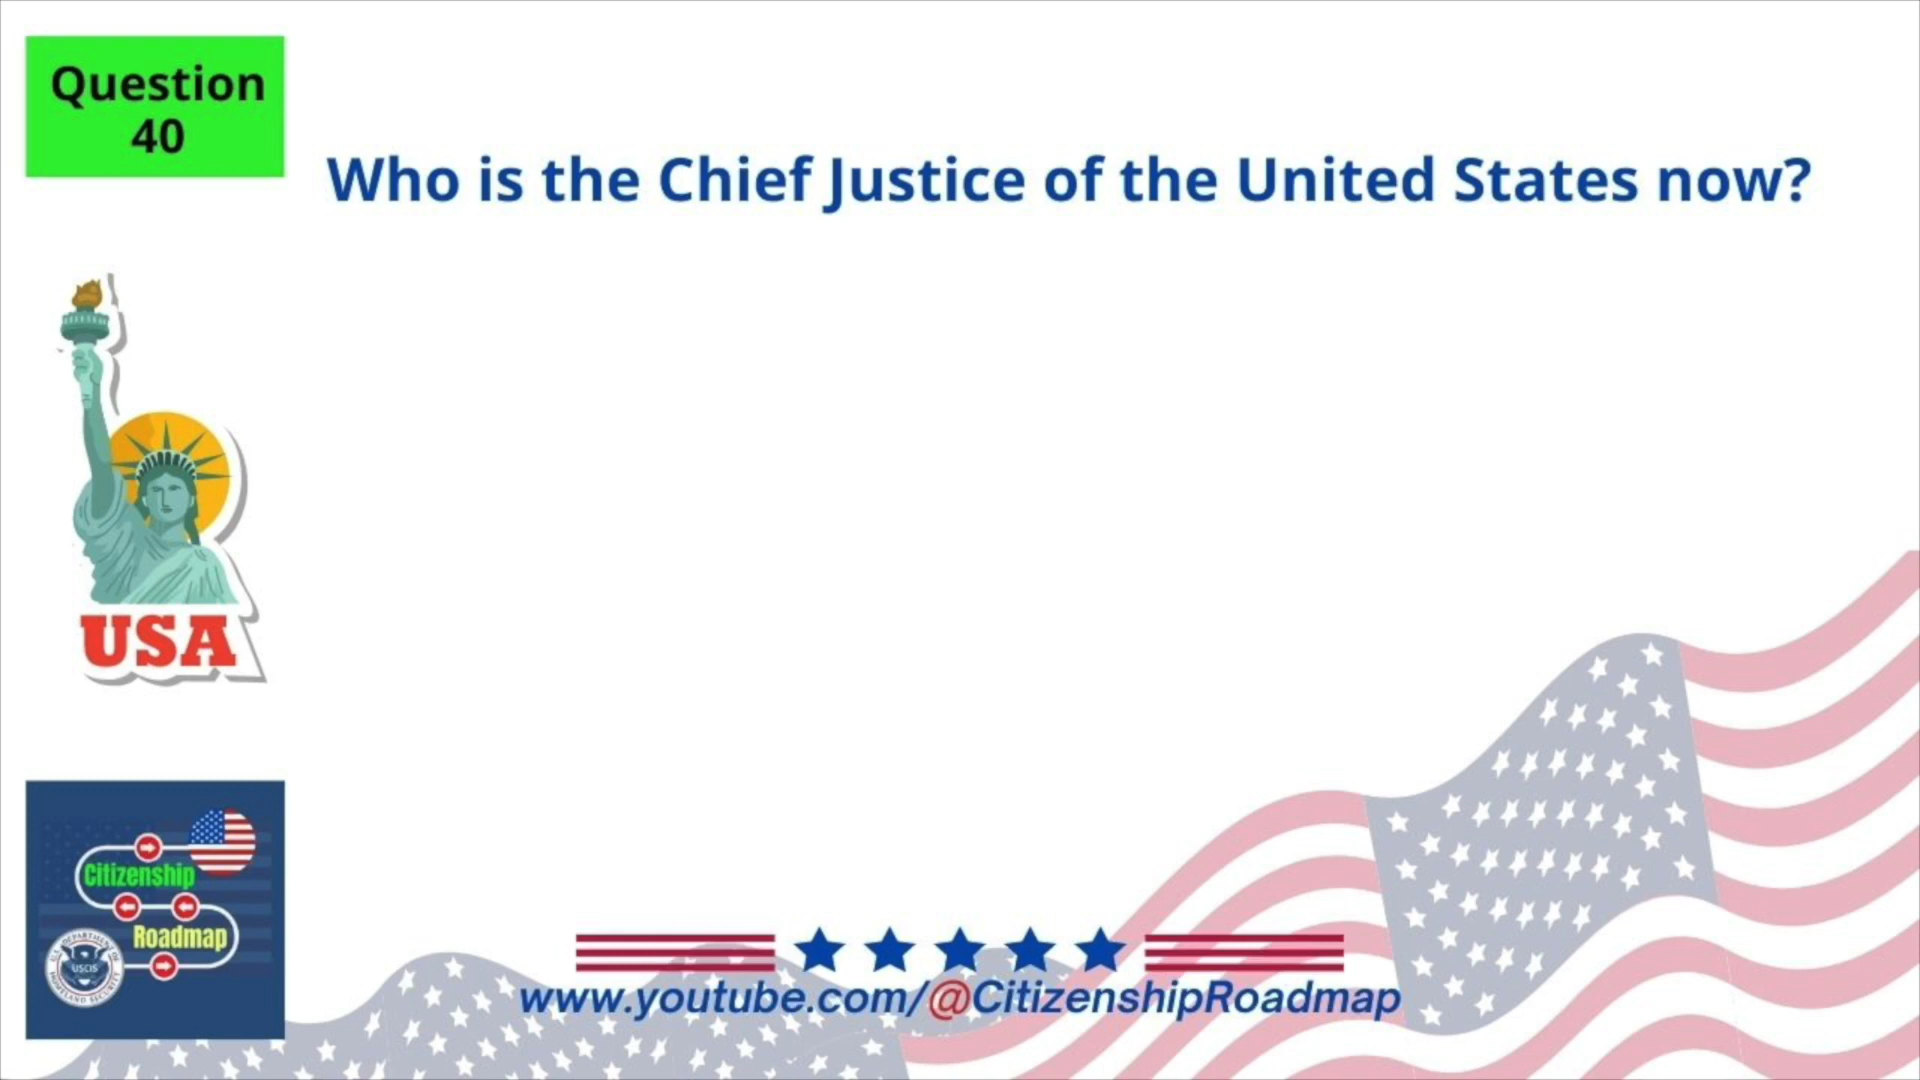 Question
40
Who is the Chief Justice of the United States now?
USA
Citizenship
Roadmap
USCIS
www.youtube.com/@CitizenshipRoadmap